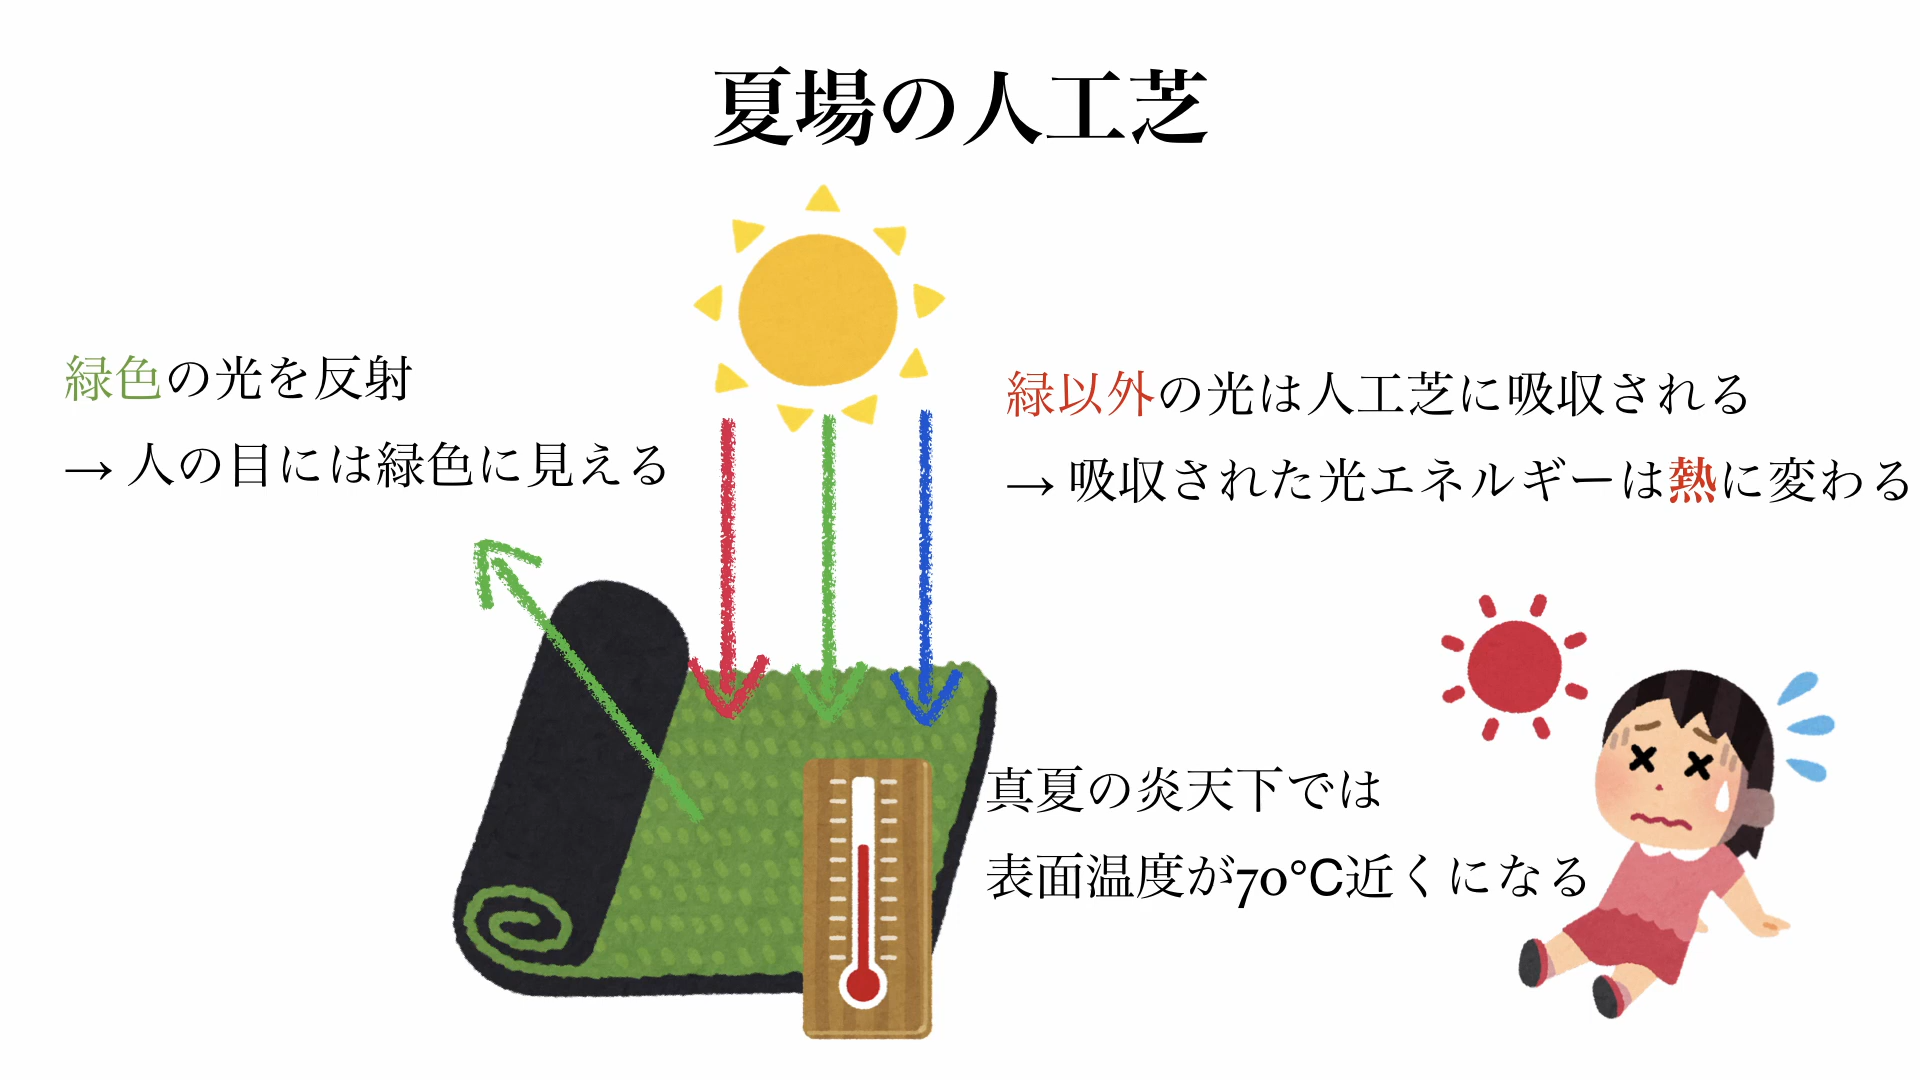 夏場の人工芝
緑色の光を反射
→ 人の目には緑色に見える
緑以外の光は人工芝に吸収される
→ 吸収された光エネルギーは熱に変わる
真夏の炎天下では
表面温度が70℃近くになる